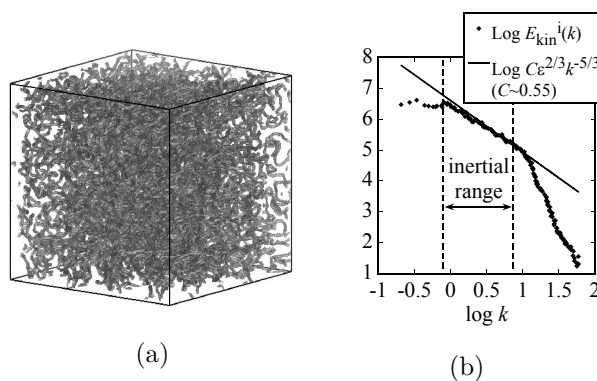 Log E_kin^i(k)
Log Cε^2/3 k^-5/3
(C~0.55)
8
7
6
5
4
3
2
1
inertial
range
-1 -0.5 0 0.5 1 1.5 2
log k
(a)
(b)